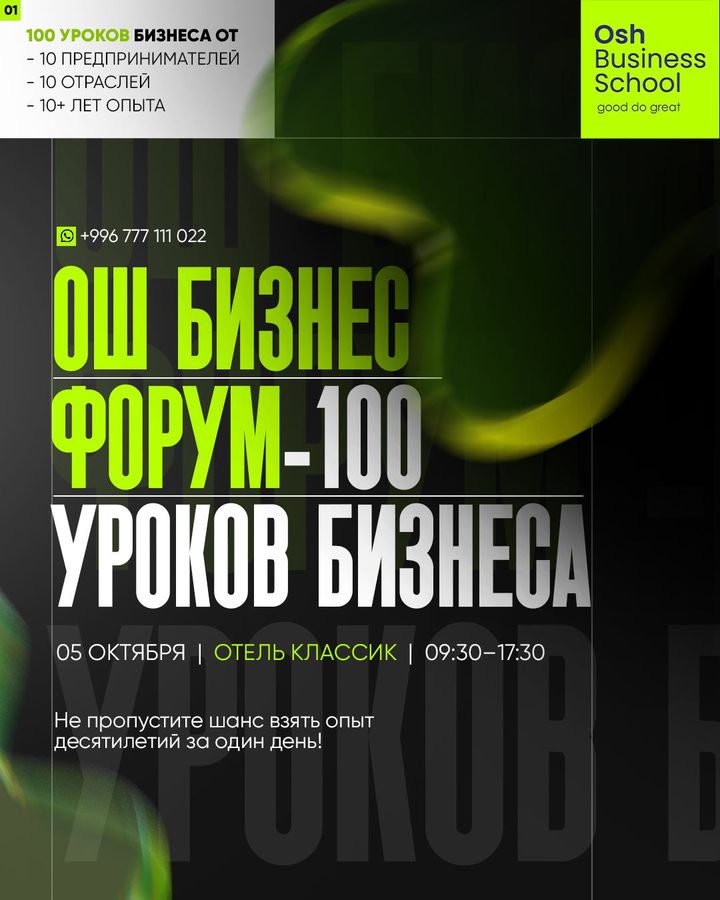 01
100 УРОКОВ БИЗНЕСА ОТ
- 10 ПРЕДПРИНИМАТЕЛЕЙ
- 10 ОТРАСЛЕЙ
- 10+ ЛЕТ ОПЫТА
Osh
Business
School
good do great
+996 777 111 022
ОШ БИЗНЕС
ФОРУМ-100
УРОКОВ БИЗНЕСА
05 ОКТЯБРЯ | ОТЕЛЬ КЛАССИК | 09:30–17:30
Не пропустите шанс взять опыт
десятилетий за один день!
УРОКОВ Б